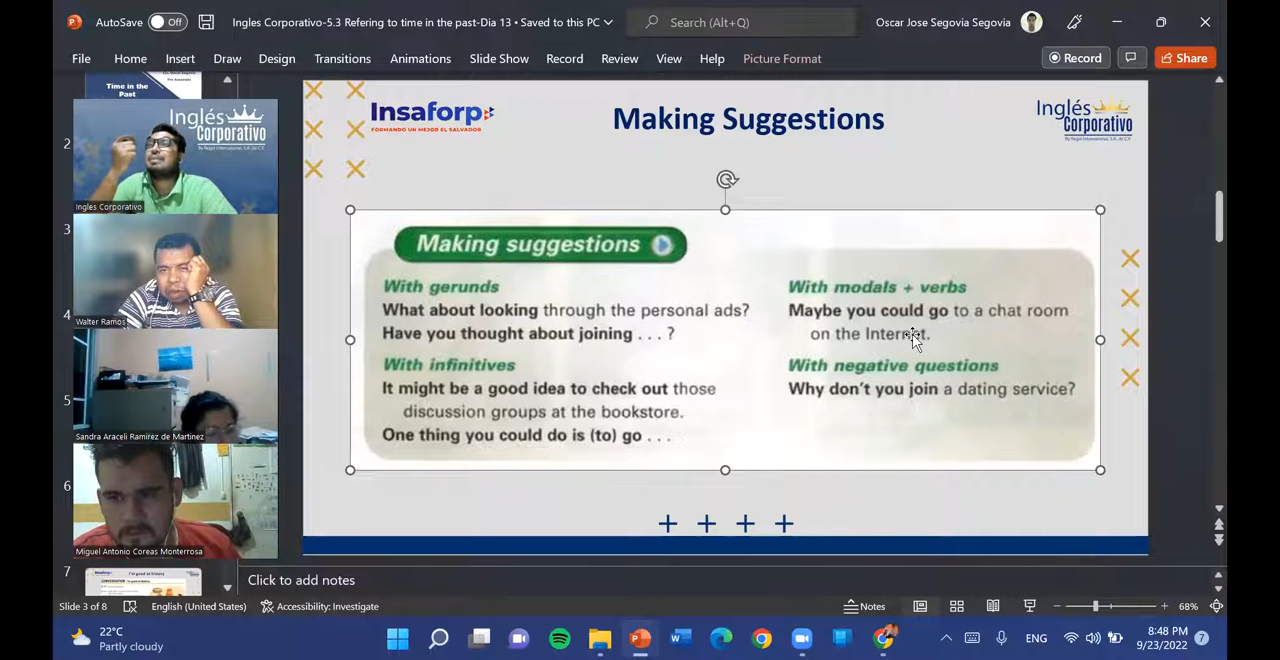 AutoSave Off Ingles Corporativo-5.3 Refering to time in the past-Dia 13 • Saved to this PC Search (Alt+Q) Oscar Jose Segovia Segovia
File Home Insert Draw Design Transitions Animations Slide Show Record Review View Help Picture Format Record Share
Time in the
Past
2
Inglés
Corporativo
Ingles Corporativo
3
Walter Ramos
4
5
Sandra Araceli Ramirez de Martinez
6
Miguel Antonio Coreas Monterrosa
7
Insaforp
FORMANDO UN MEJOR EL SALVADOR
Making Suggestions
Inglés
Corporativo
Making suggestions
With gerunds
What about looking through the personal ads?
Have you thought about joining . . . ?
With infinitives
It might be a good idea to check out those
discussion groups at the bookstore.
One thing you could do is (to) go . . .
With modals + verbs
Maybe you could go to a chat room
on the Internet.
With negative questions
Why don't you join a dating service?
Click to add notes
Slide 3 of 8 English (United States) Accessibility: Investigate Notes 68%
22°C
Partly cloudy
ENG
8:48 PM
9/23/2022
7